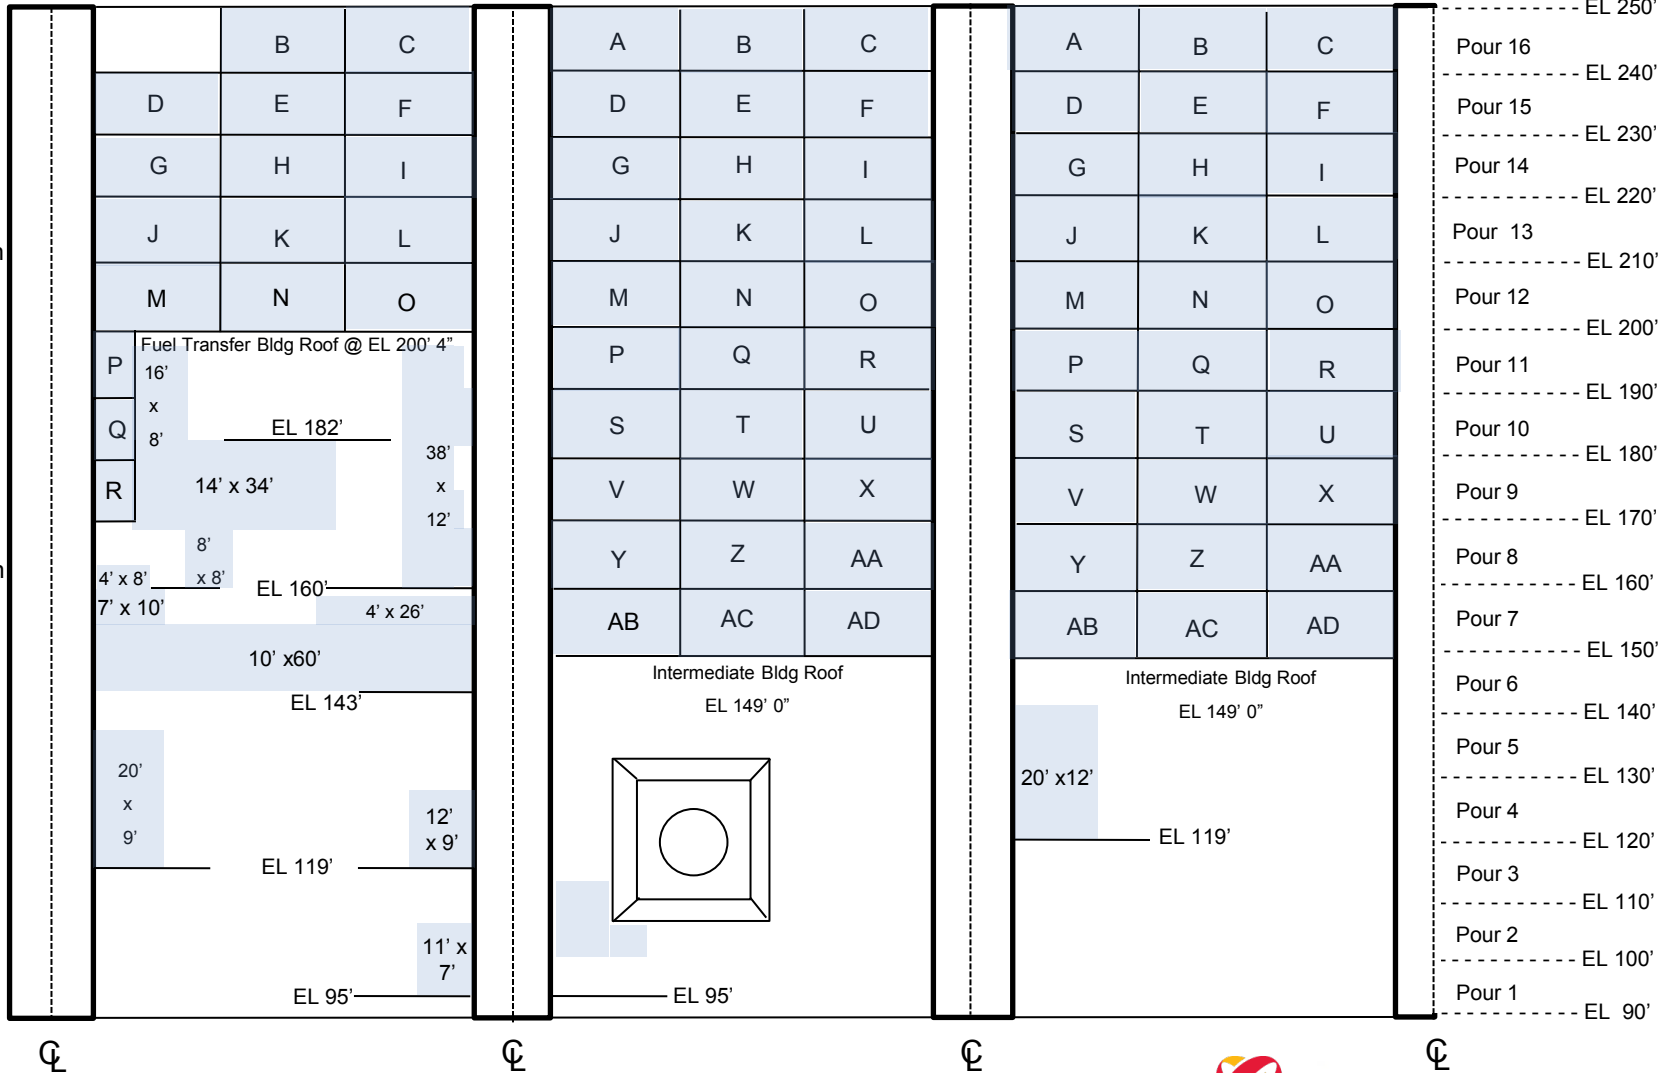 EL 250'
B C A B C A B C Pour 16
EL 240'
D E F D E F D E F Pour 15
EL 230'
G H I G H I G H I Pour 14
EL 220'
J K L J K L J K L Pour 13
EL 210'
M N O M N O M N O Pour 12
EL 200'
Fuel Transfer Bldg Roof @ EL 200' 4”
P P Q R P Q R Pour 11
16'
x
8'
EL 190'
Q EL 182' S T U S T U Pour 10
38'
x
12'
EL 180'
R 14' x 34' V W X V W X Pour 9
EL 170'
8'
x 8'
Y Z AA Y Z AA Pour 8
4' x 8' EL 160' EL 160'
7' x 10' 4' x 26' AB AC AD AB AC AD Pour 7
10' x60' EL 150'
Intermediate Bldg Roof
EL 149' 0”
Intermediate Bldg Roof
EL 149' 0”
Pour 6
EL 143' EL 140'
Pour 5
20'
x
9'
20' x12' EL 130'
12'
x 9'
Pour 4
EL 119' EL 119' EL 120'
Pour 3
EL 110'
11' x
7'
Pour 2
EL 100'
EL 95' EL 95' Pour 1
EL 90'
℄ ℄ ℄ ℄